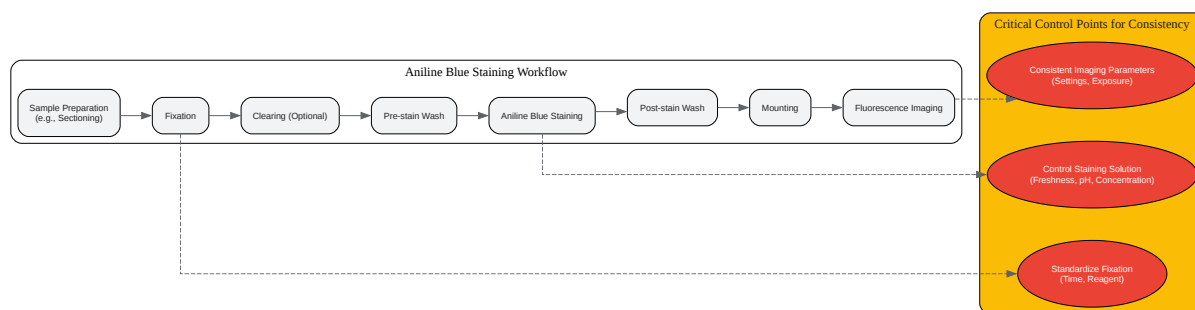 Aniline Blue Staining Workflow
Sample Preparation
(e.g., Sectioning)
Fixation
Clearing (Optional)
Pre-stain Wash
Aniline Blue Staining
Post-stain Wash
Mounting
Fluorescence Imaging
Critical Control Points for Consistency
Consistent Imaging Parameters
(Settings, Exposure)
Control Staining Solution
(Freshness, pH, Concentration)
Standardize Fixation
(Time, Reagent)